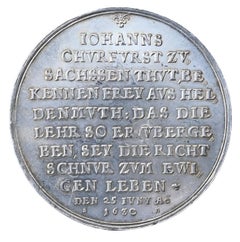 IOHANNS
CHVRFVRST, ZV,
SACHSSEN THVT, BE,
KENNEN FREY AVS HEL,
DENMVTH: DAS DIE
LEHR SO ER VBERGE,
BEN, SEY, DIE RICHT
SCHNVR ZVM EWI,
GEN LEBEN
DEN 25 IVNY AO
1630